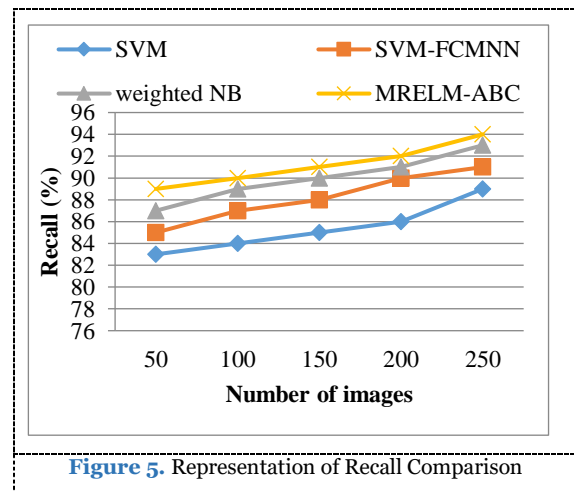 SVM SVM-FCMNN
weighted NB MRELM-ABC
96
94
92
90
88
86
84
82
80
78
76
Recall (%)
50 100 150 200 250
Number of images
Figure 5. Representation of Recall Comparison